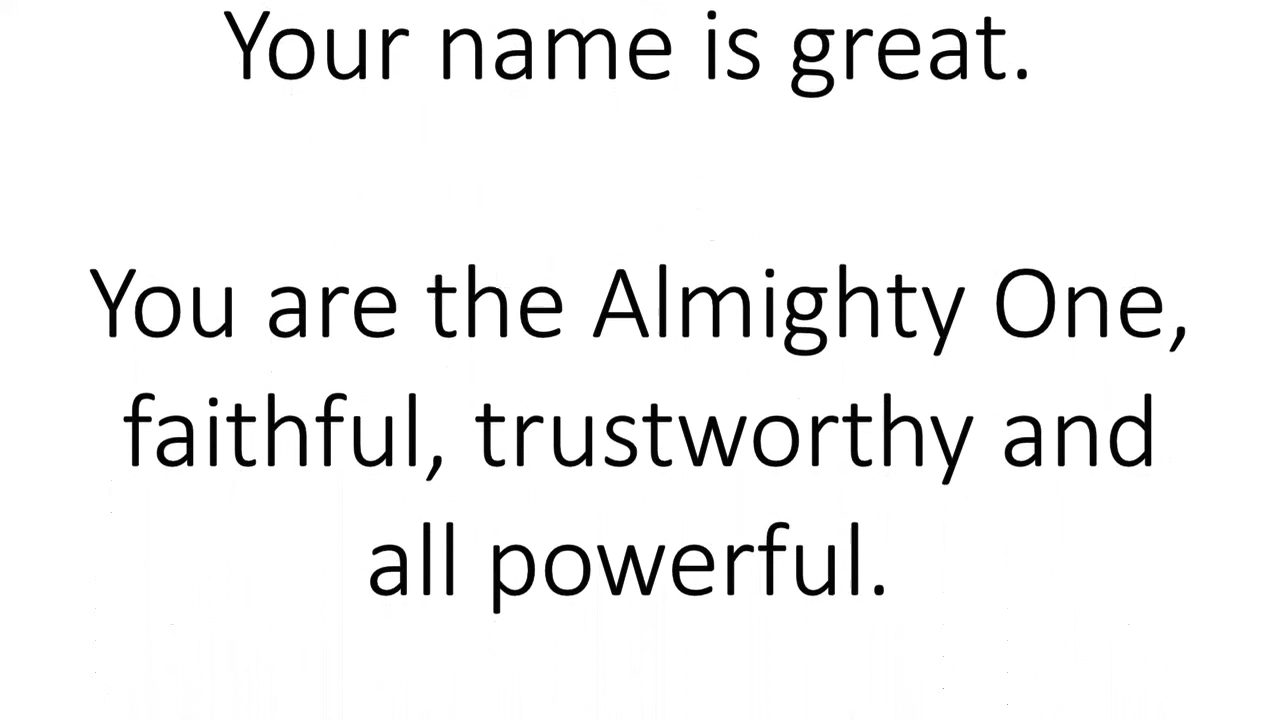 Your name is great.
You are the Almighty One,
faithful, trustworthy and
all powerful.